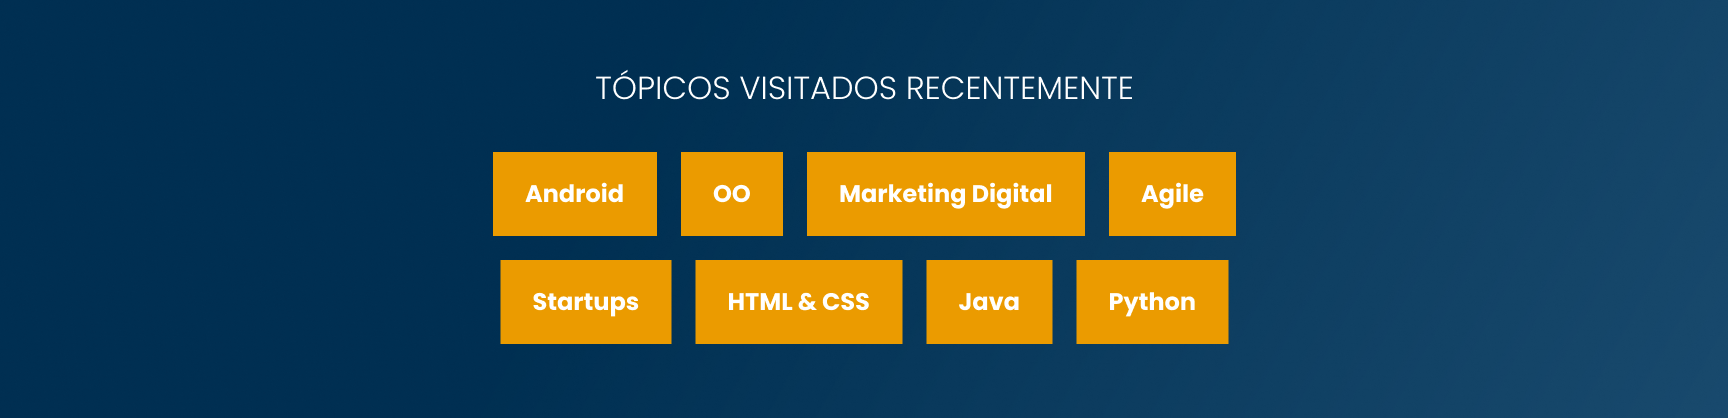 TÓPICOS VISITADOS RECENTEMENTE
Android OO Marketing Digital Agile
Startups HTML & CSS Java Python